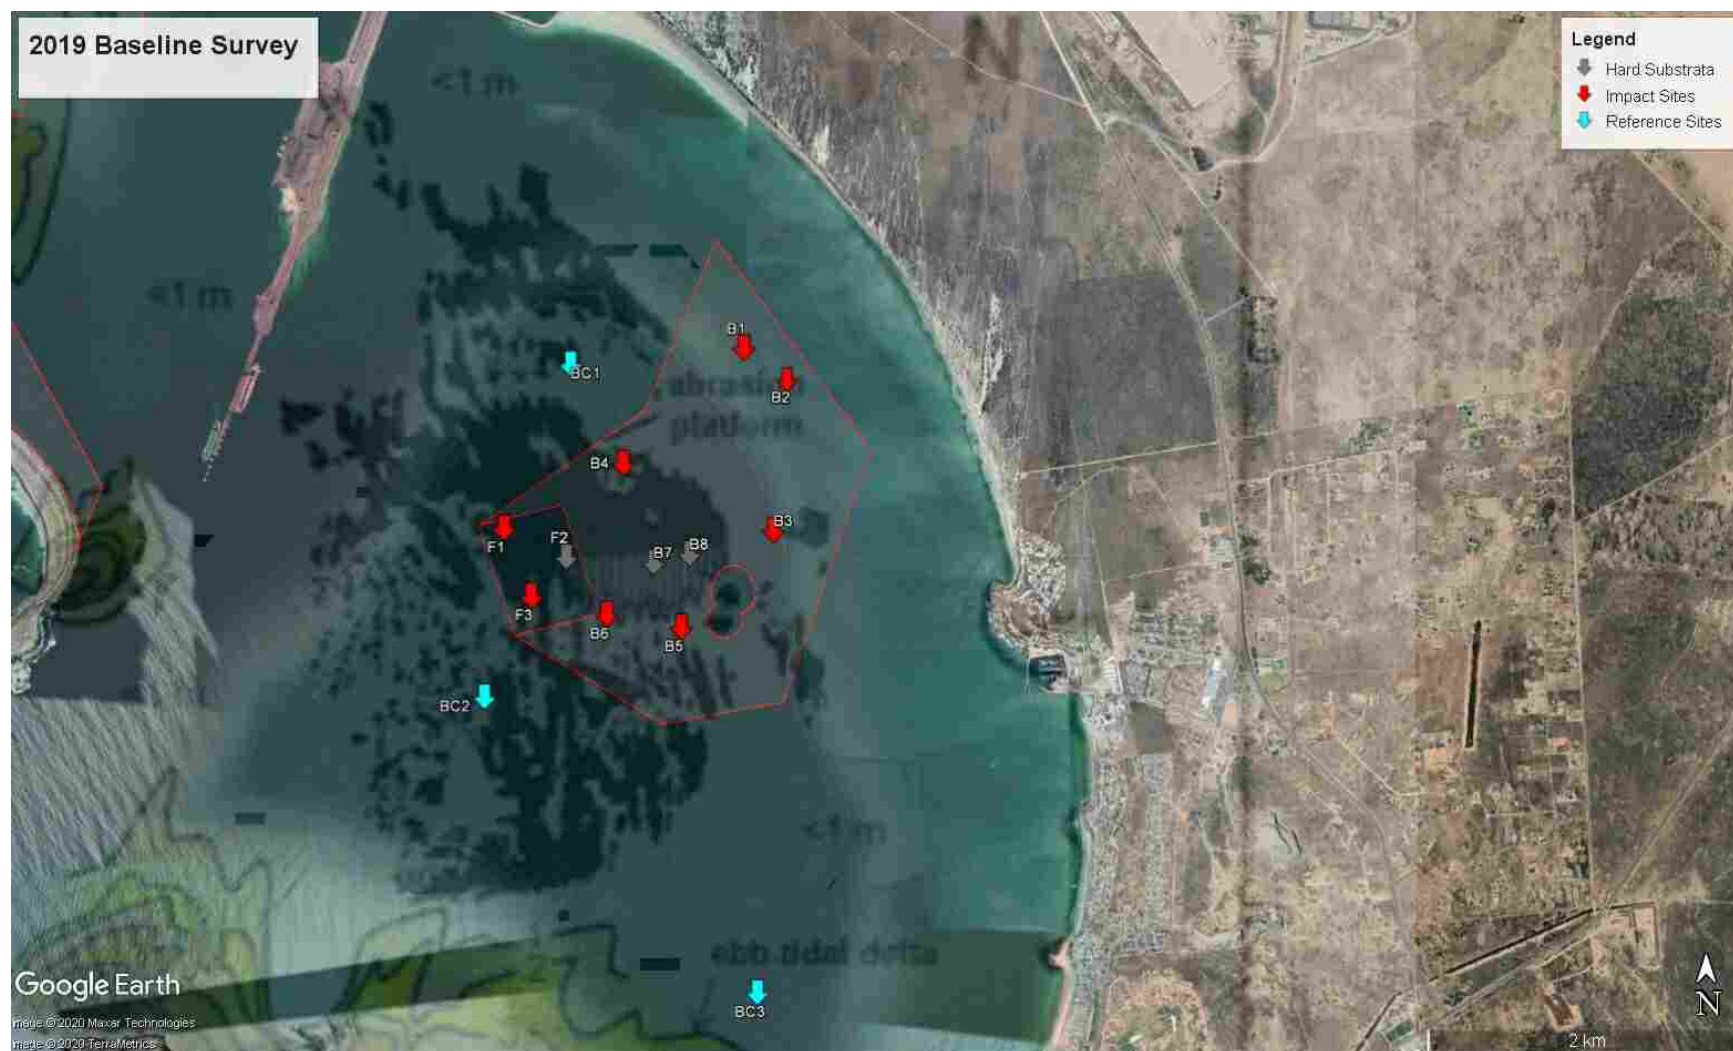 2019 Baseline Survey
Legend
Hard Substrata
Impact Sites
Reference Sites
<1 m
<1 m
B1
BC1
B2
abrasion
platform
B4
B3
F1
F2
B8
B7
F3
B6
B5
BC2
<1 m
ebb tidal delta
BC3
Google Earth
N
Image © 2020 Maxar Technologies
Image © 2020 TerraMetrics
2 km